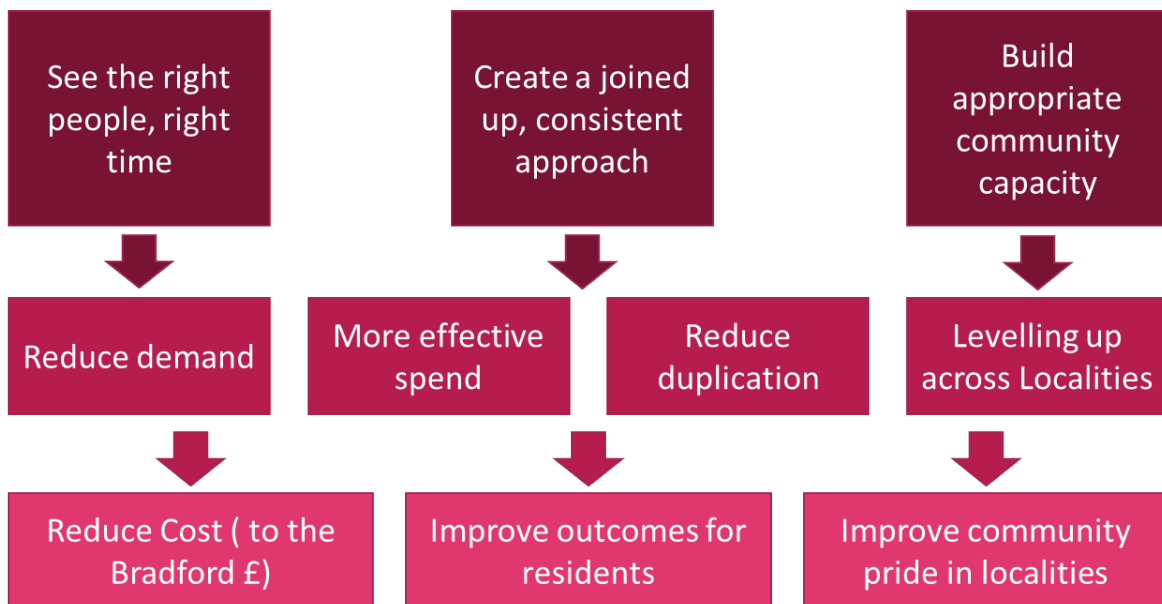 See the right
people, right
time
Create a joined
up, consistent
approach
Build
appropriate
community
capacity
Reduce demand
More effective
spend
Reduce
duplication
Levelling up
across Localities
Reduce Cost ( to the
Bradford £)
Improve outcomes for
residents
Improve community
pride in localities